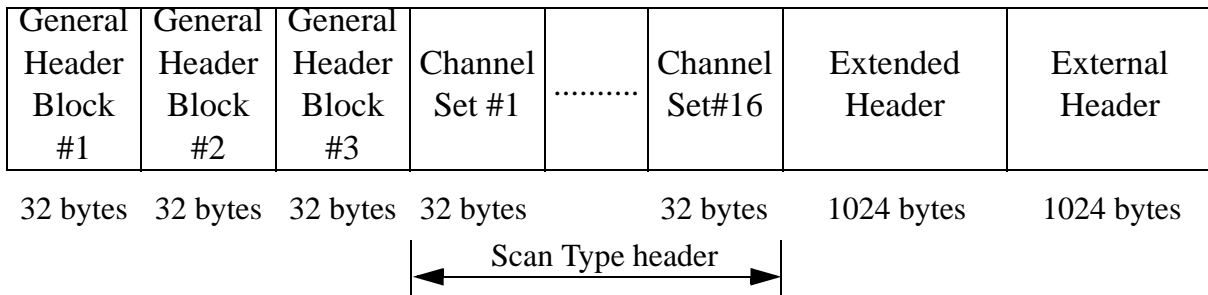 General General General
Header Header Header Channel Channel Extended External
Block Block Block Set #1 .......... Set#16 Header Header
#1 #2 #3
32 bytes 32 bytes 32 bytes 32 bytes 32 bytes 1024 bytes 1024 bytes
Scan Type header